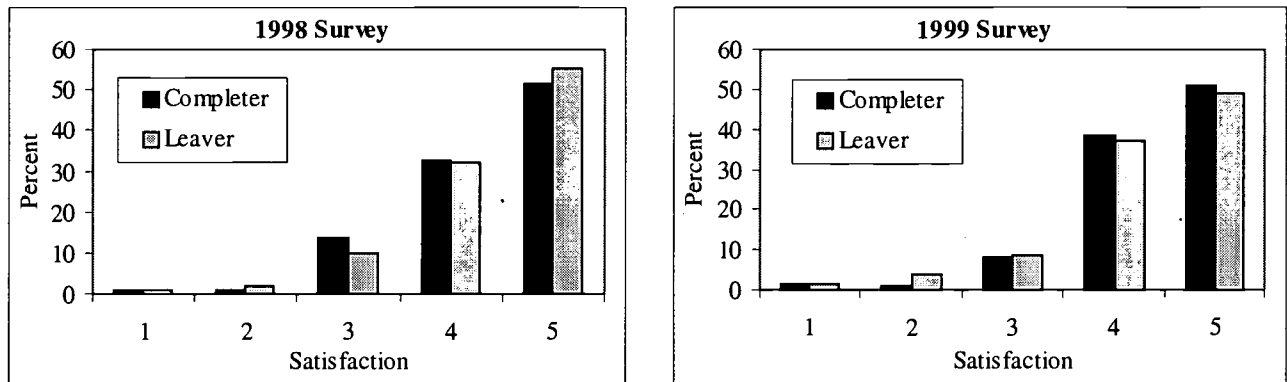 1998 Survey
60
50
40
30
20
10
0
Percent
Completer
Leaver
1 2 3 4 5
Satisfaction
1999 Survey
60
50
40
30
20
10
0
Percent
Completer
Leaver
1 2 3 4 5
Satisfaction